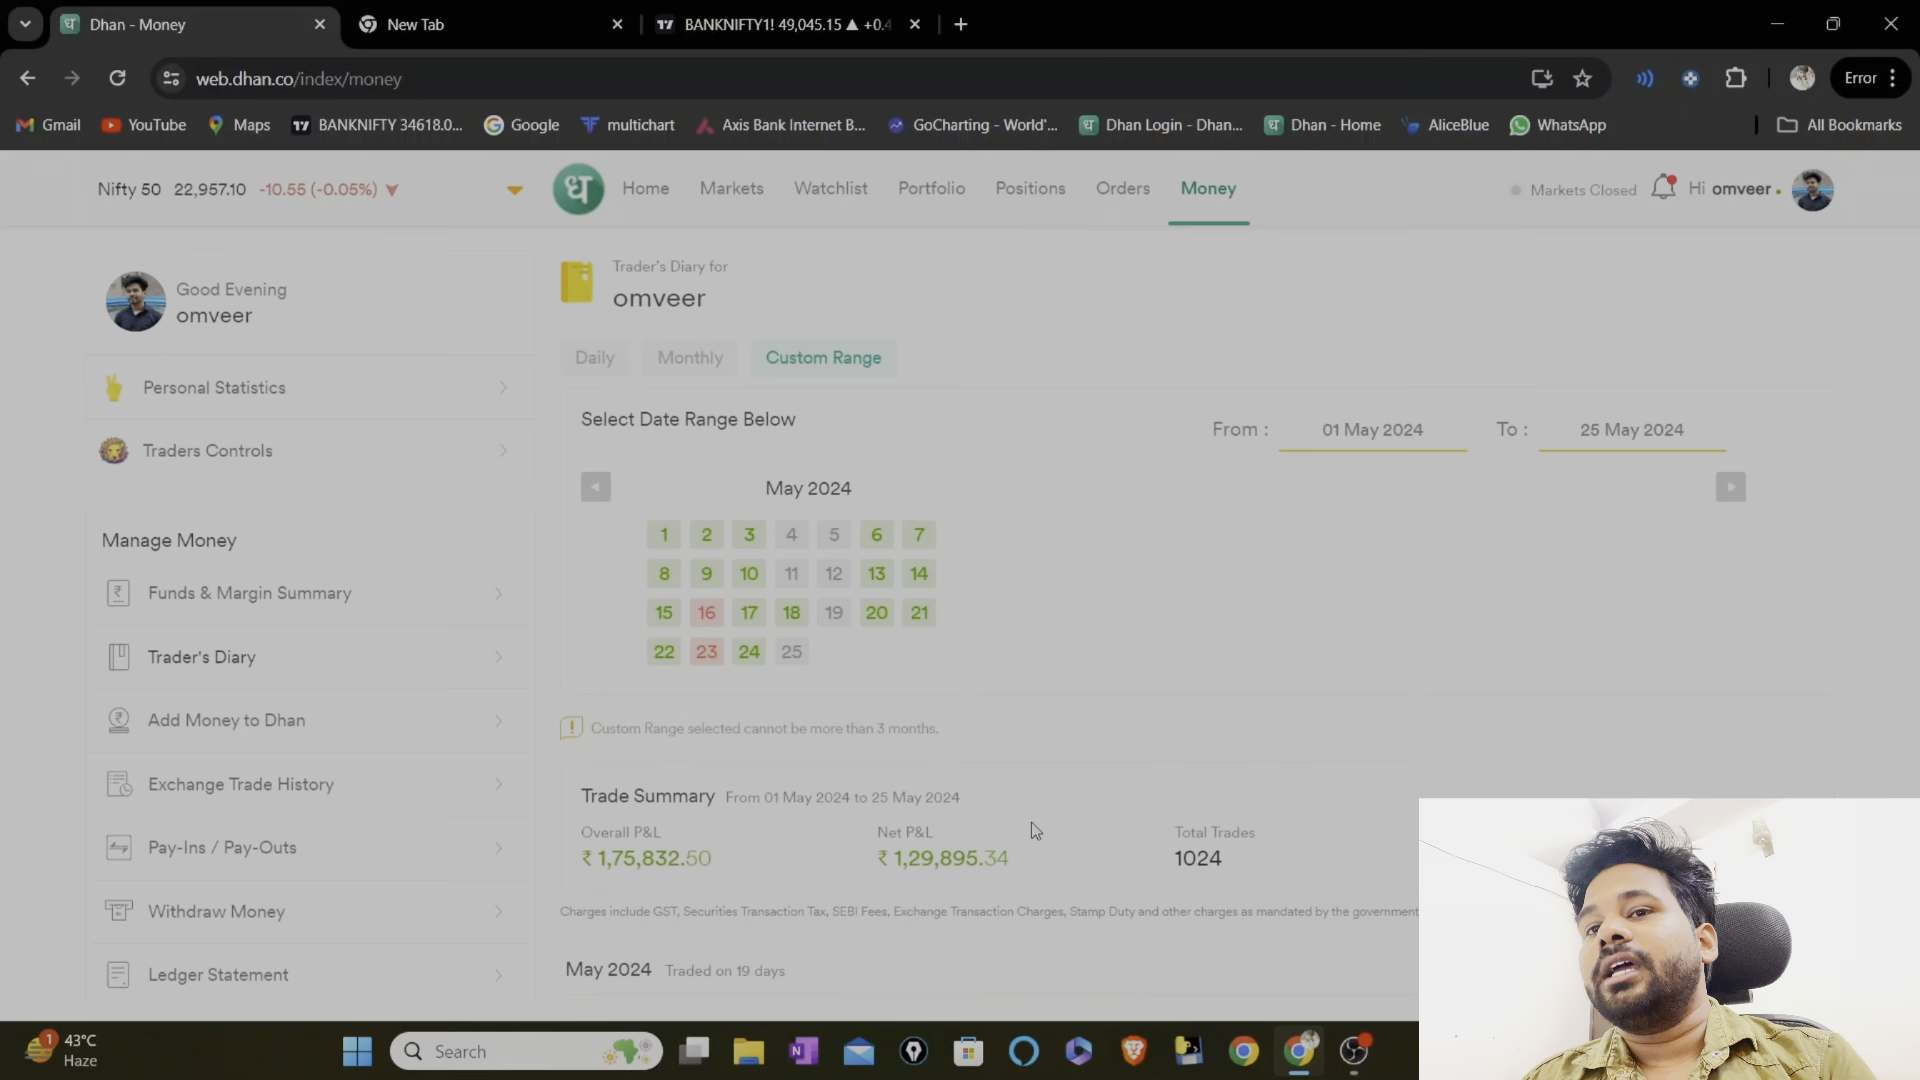 Dhan - Money
New Tab
BANKNIFTY1! 49,045.15 ▲ +0.4
web.dhan.co/index/money
Error
Gmail
YouTube
Maps
BANKNIFTY 34618.0...
Google
multichart
Axis Bank Internet B...
GoCharting - World'...
Dhan Login - Dhan...
Dhan - Home
AliceBlue
WhatsApp
All Bookmarks
Nifty 50 22,957.10 -10.55 (-0.05%)
ध
Home
Markets
Watchlist
Portfolio
Positions
Orders
Money
Markets Closed
Hi omveer
Good Evening
omveer
Personal Statistics
Traders Controls
Manage Money
Funds & Margin Summary
Trader's Diary
Add Money to Dhan
Exchange Trade History
Pay-Ins / Pay-Outs
Withdraw Money
Ledger Statement
Trader's Diary for
omveer
Daily
Monthly
Custom Range
Select Date Range Below
From : 01 May 2024
To : 25 May 2024
May 2024
1 2 3 4 5 6 7
8 9 10 11 12 13 14
15 16 17 18 19 20 21
22 23 24 25
Custom Range selected cannot be more than 3 months.
Trade Summary From 01 May 2024 to 25 May 2024
Overall P&L
₹ 1,75,832.50
Net P&L
₹ 1,29,895.34
Total Trades
1024
Charges include GST, Securities Transaction Tax, SEBI Fees, Exchange Transaction Charges, Stamp Duty and other charges as mandated by the government
May 2024 Traded on 19 days
1
43°C
Haze
Search